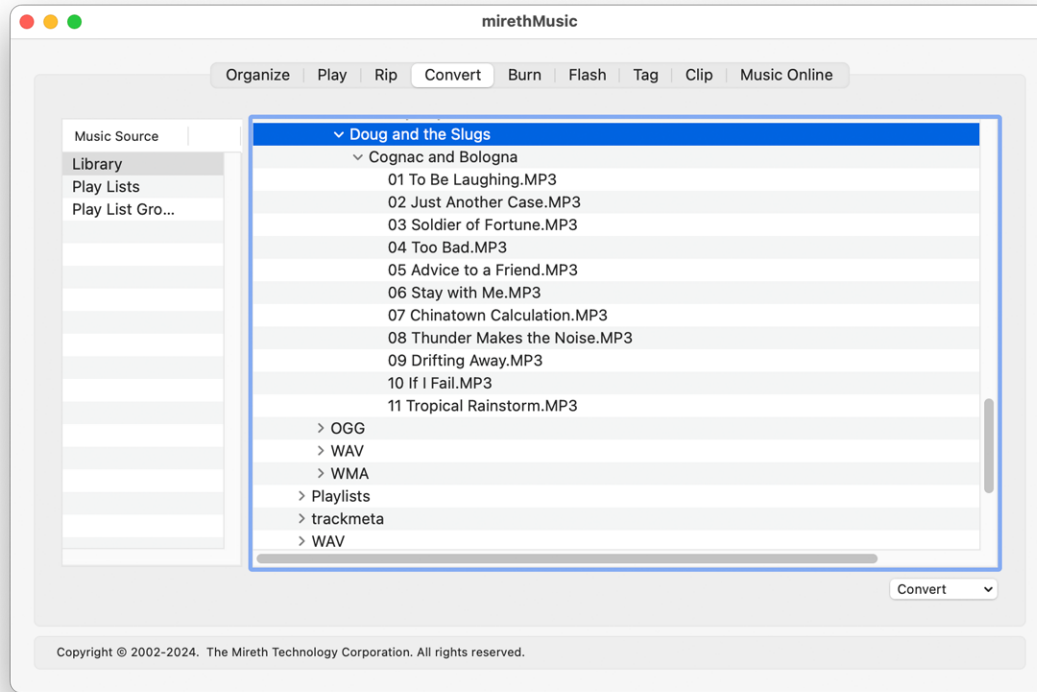 mirethMusic
Organize Play Rip Convert Burn Flash Tag Clip Music Online
Music Source
Library
Play Lists
Play List Gro...
Doug and the Slugs
Cognac and Bologna
01 To Be Laughing.MP3
02 Just Another Case.MP3
03 Soldier of Fortune.MP3
04 Too Bad.MP3
05 Advice to a Friend.MP3
06 Stay with Me.MP3
07 Chinatown Calculation.MP3
08 Thunder Makes the Noise.MP3
09 Drifting Away.MP3
10 If I Fail.MP3
11 Tropical Rainstorm.MP3
OGG
WAV
WMA
Playlists
trackmeta
WAV
Convert
Copyright © 2002-2024. The Mireth Technology Corporation. All rights reserved.